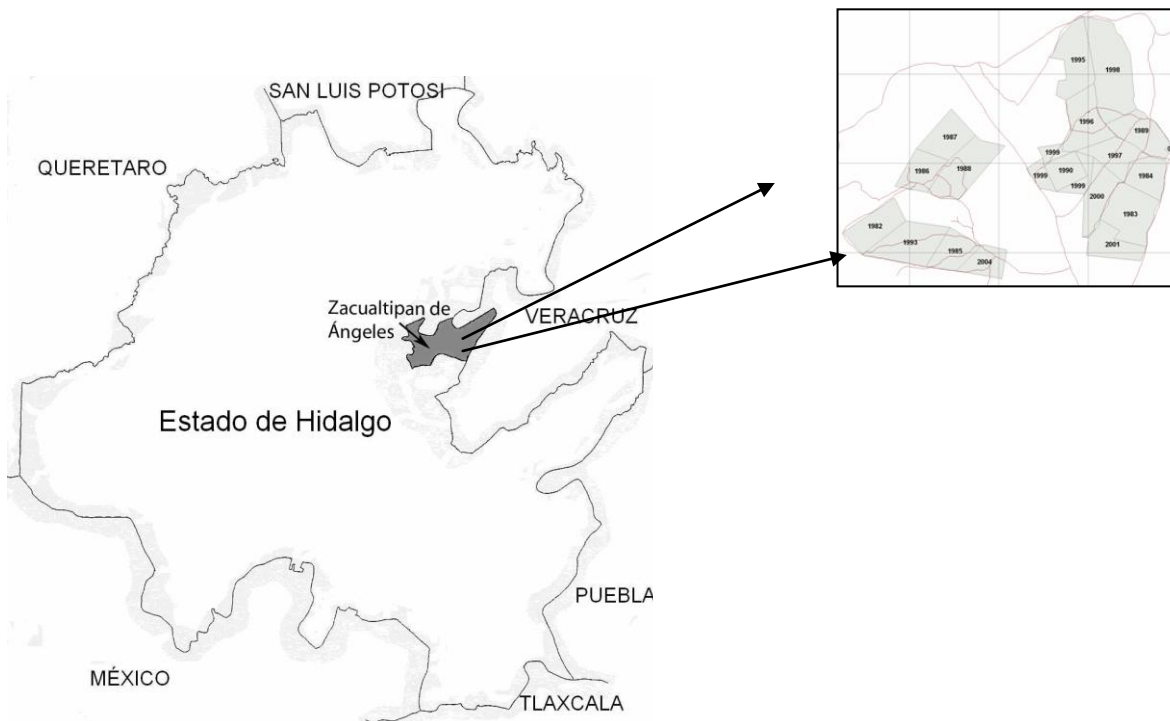 SAN LUIS POTOSI
QUERETARO
Zacualtipan de
Ángeles
VERACRUZ
Estado de Hidalgo
PUEBLA
MÉXICO
TLAXCALA
1995
1998
1996
1989
1987
1999
1997
1986
1988
1999
1990
1984
1999
2000
1982
1983
1993
1985
2001
2004